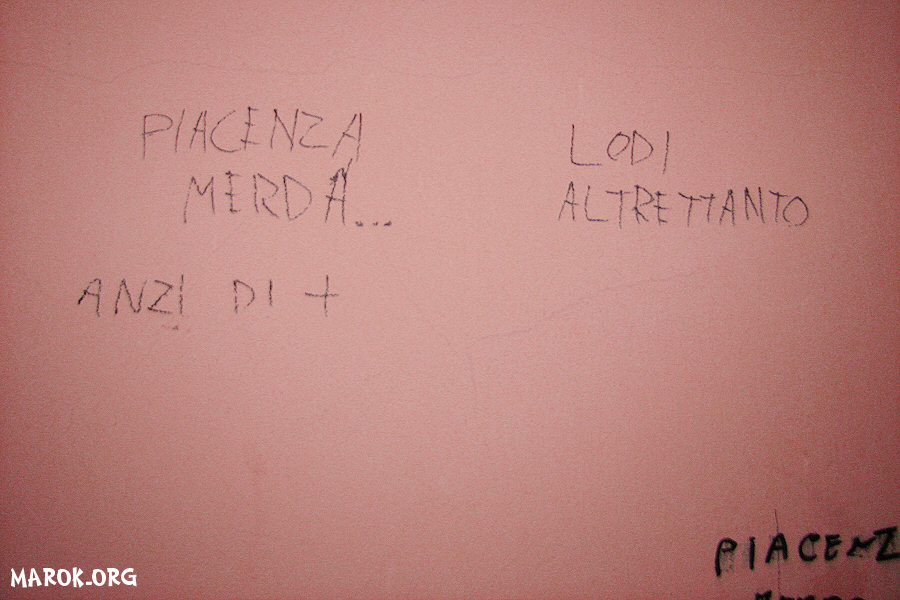 PIACENZA
MERDA...
ANZI DI +
LODI
ALTRETTANTO
PIACENZ
MAROK.ORG